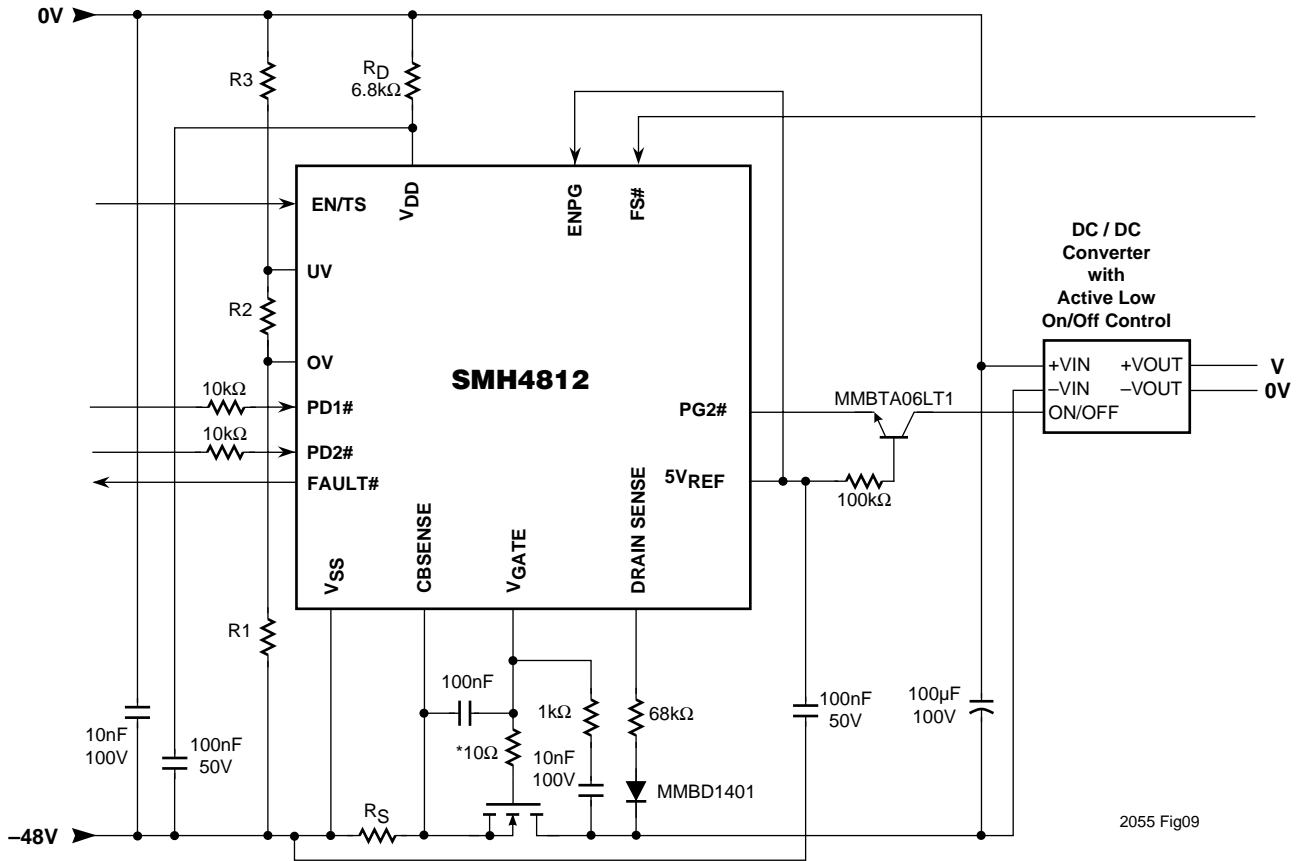 0V
R3
RD
6.8kΩ
EN/TS
VDD
ENPG
FS#
UV
R2
OV
SMH4812
10kΩ
PD1#
10kΩ
PD2#
FAULT#
PG2#
MMBTA06LT1
5VREF
100kΩ
DC / DC
Converter
with
Active Low
On/Off Control
+VIN
+VOUT
V
–VIN
–VOUT
0V
ON/OFF
VSS
CBSENSE
VGATE
DRAIN SENSE
R1
100nF
1kΩ
68kΩ
*10Ω
10nF
100V
100nF
50V
10nF
100V
MMBD1401
100nF
50V
100µF
100V
RS
–48V
2055 Fig09